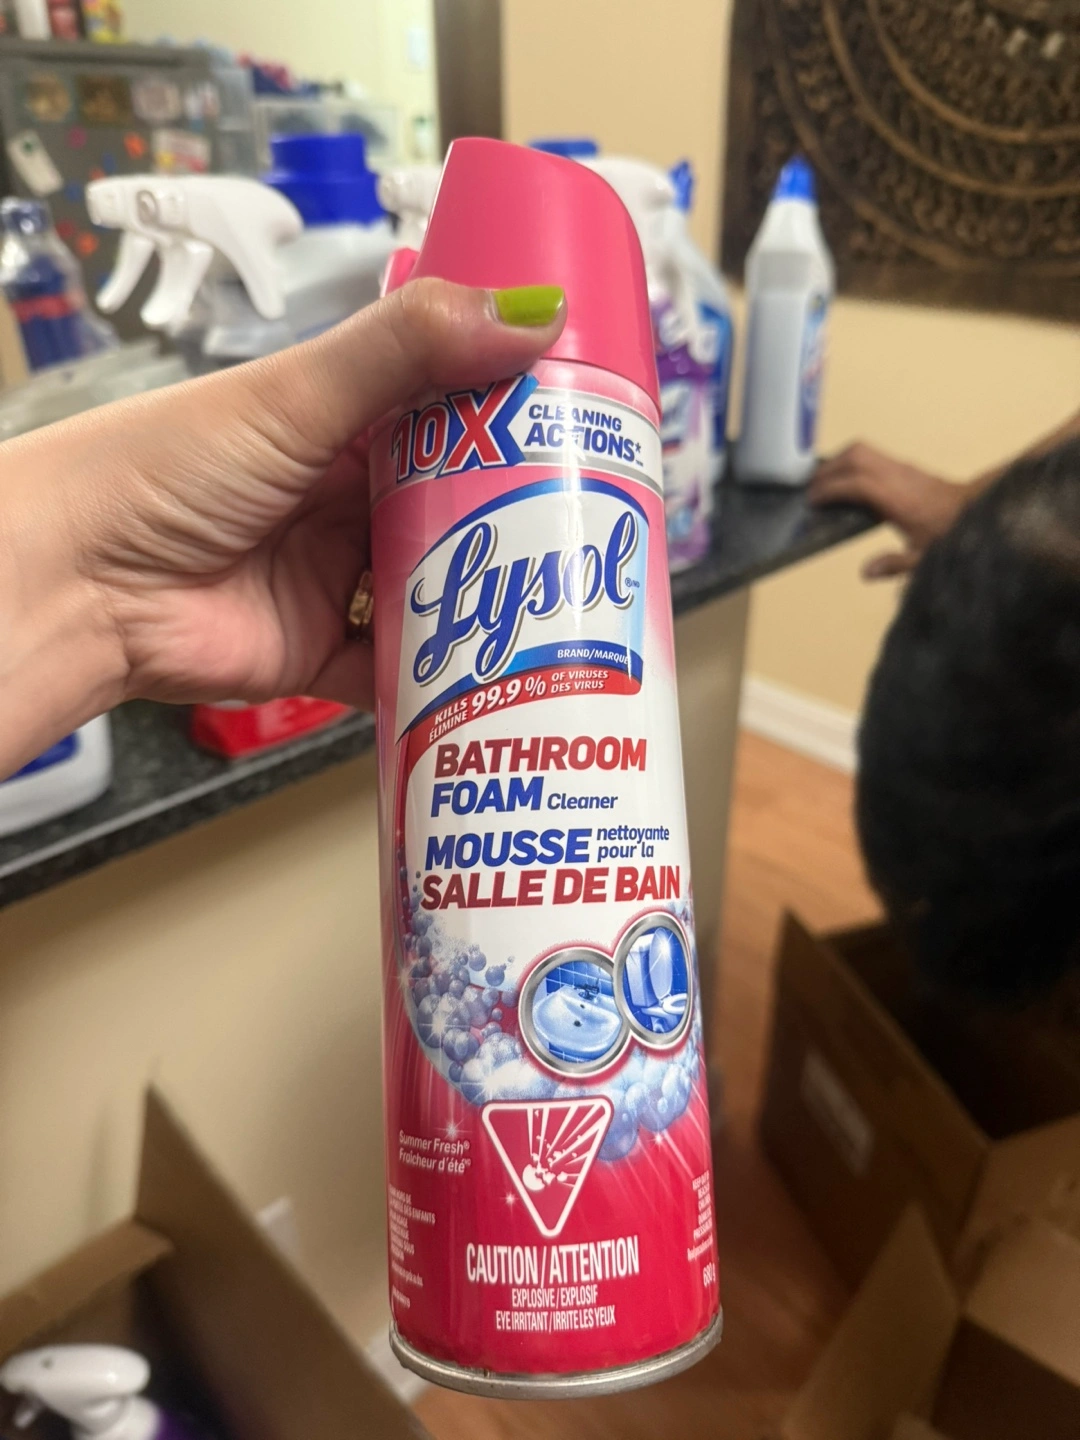 10X CLEANING
ACTIONS*
Lysol®
BRAND/MARQUE
KILLS
ÉLIMINE 99.9% OF VIRUSES
DES VIRUS
BATHROOM
FOAM Cleaner
MOUSSE nettoyante
pour la
SALLE DE BAIN
Summer Fresh®
Fraîcheur d'été
CAUTION/ATTENTION
EXPLOSIVE/EXPLOSIF
EYE IRRITANT/IRRITE LES YEUX
680 g